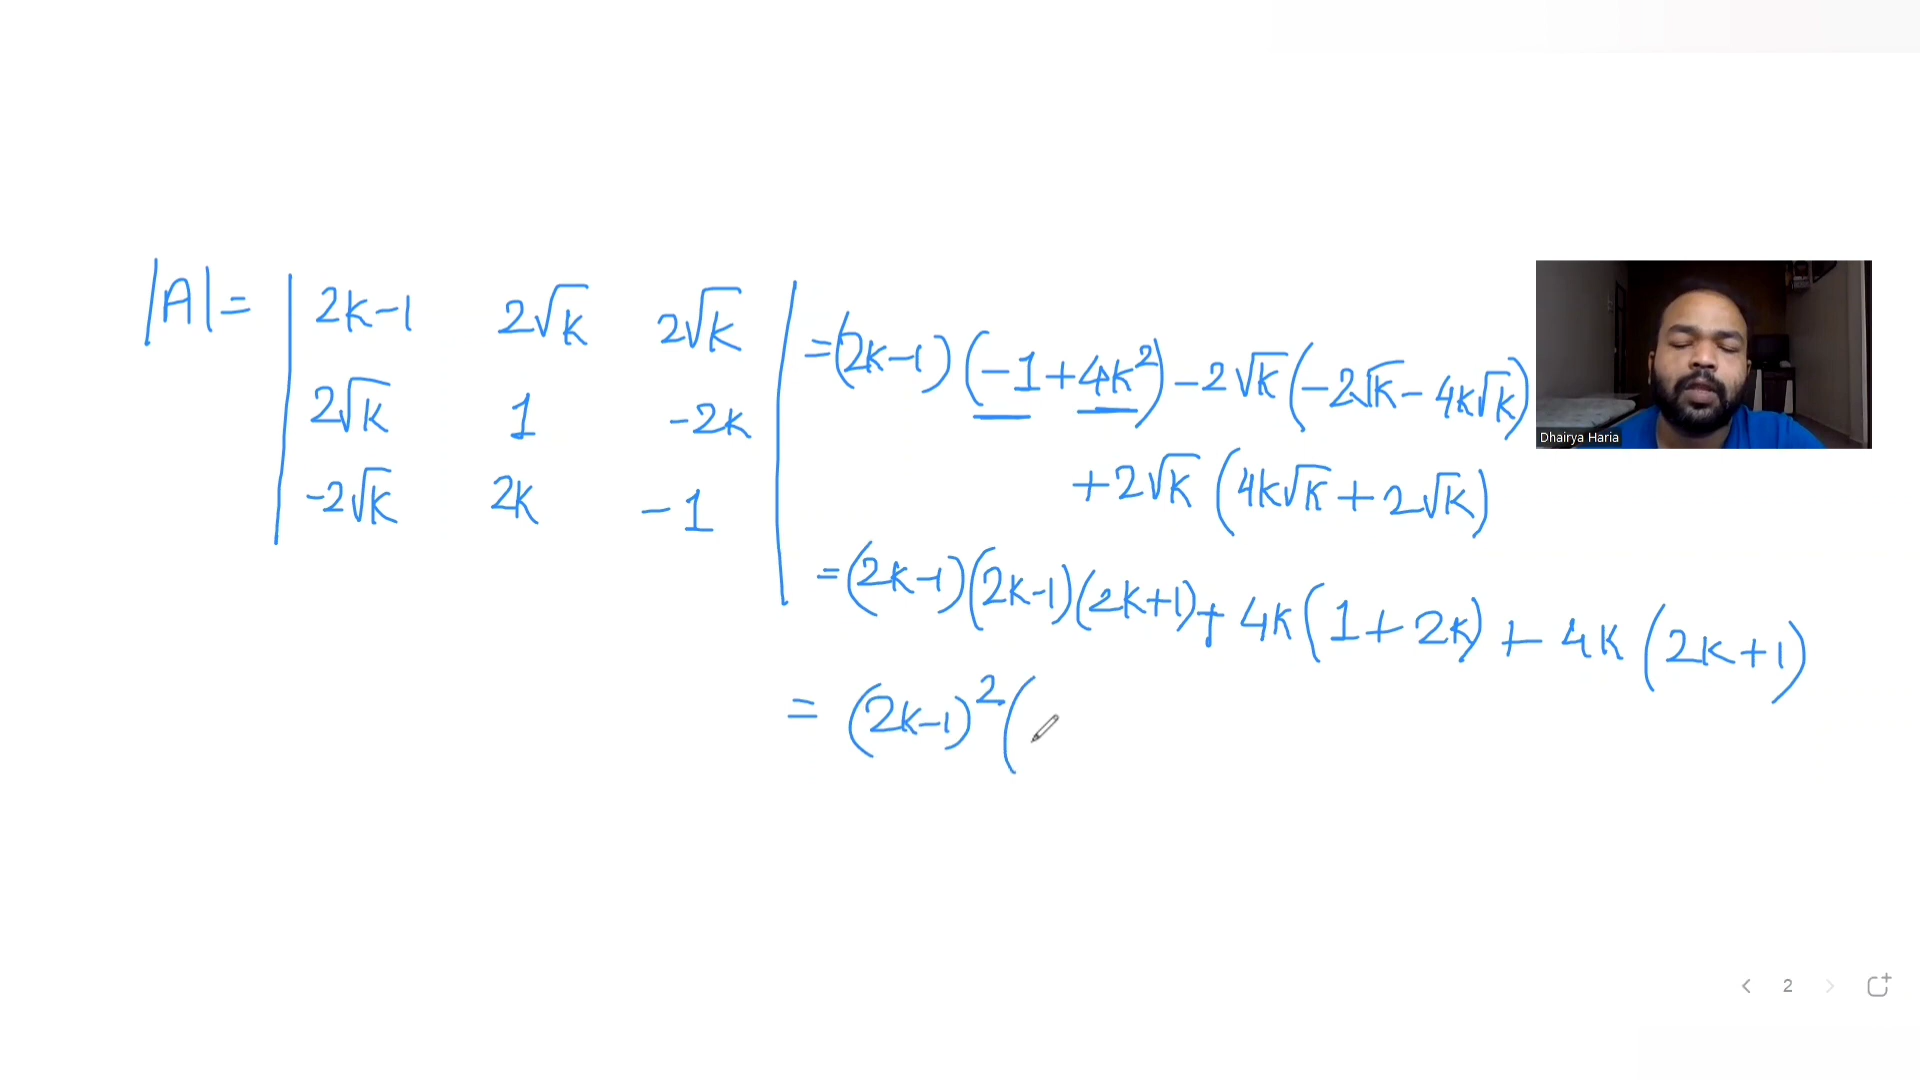 |A| = | 2k-1 2√k 2√k | = (2k-1) (-1+4k²) - 2√k (-2√k - 4k√k)
2√k 1 -2k
-2√k 2k -1
+ 2√k (4k√k + 2√k)
= (2k-1)(2k-1)(2k+1) + 4k (1+2k) + 4k (2k+1)
= (2k-1)² (
Dhairya Haria
2